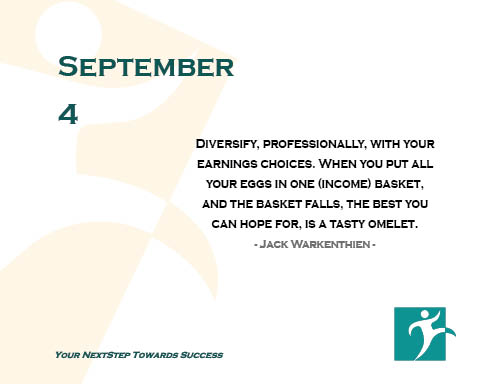 September
4
Diversify, professionally, with your
earnings choices. When you put all
your eggs in one (income) basket,
and the basket falls, the best you
can hope for, is a tasty omelet.
- Jack Warkenthien -
Your NextStep Towards Success